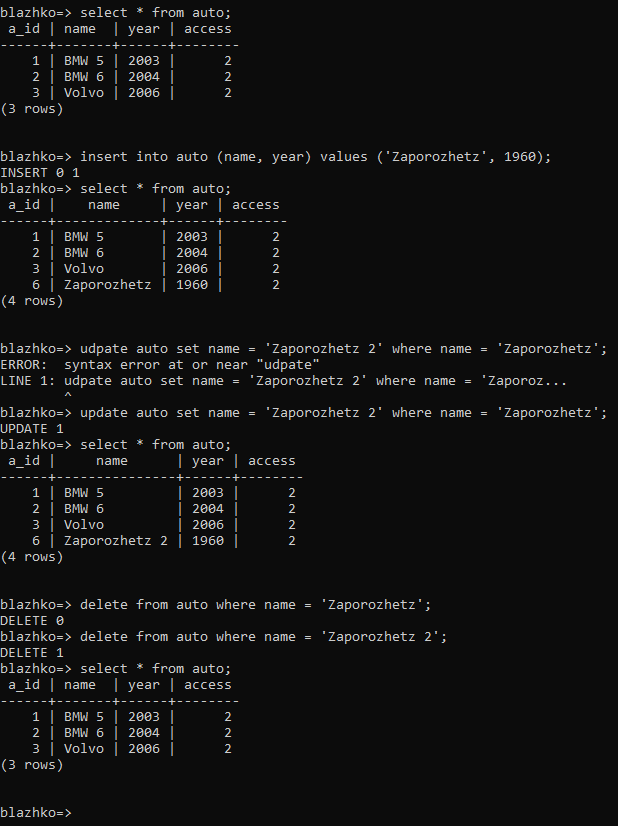 blazhko=> select * from auto;
 a_id | name  | year | access
------+-------+------+--------
    1 | BMW 5 | 2003 |      2
    2 | BMW 6 | 2004 |      2
    3 | Volvo | 2006 |      2
(3 rows)

blazhko=> insert into auto (name, year) values ('Zaporozhetz', 1960);
INSERT 0 1
blazhko=> select * from auto;
 a_id |    name     | year | access
------+-------------+------+--------
    1 | BMW 5       | 2003 |      2
    2 | BMW 6       | 2004 |      2
    3 | Volvo       | 2006 |      2
    6 | Zaporozhetz | 1960 |      2
(4 rows)

blazhko=> udpate auto set name = 'Zaporozhetz 2' where name = 'Zaporozhetz';
ERROR:  syntax error at or near "udpate"
LINE 1: udpate auto set name = 'Zaporozhetz 2' where name = 'Zaporoz...
        ^
blazhko=> update auto set name = 'Zaporozhetz 2' where name = 'Zaporozhetz';
UPDATE 1
blazhko=> select * from auto;
 a_id |     name      | year | access
------+---------------+------+--------
    1 | BMW 5         | 2003 |      2
    2 | BMW 6         | 2004 |      2
    3 | Volvo         | 2006 |      2
    6 | Zaporozhetz 2 | 1960 |      2
(4 rows)

blazhko=> delete from auto where name = 'Zaporozhetz';
DELETE 0
blazhko=> delete from auto where name = 'Zaporozhetz 2';
DELETE 1
blazhko=> select * from auto;
 a_id | name  | year | access
------+-------+------+--------
    1 | BMW 5 | 2003 |      2
    2 | BMW 6 | 2004 |      2
    3 | Volvo | 2006 |      2
(3 rows)

blazhko=>